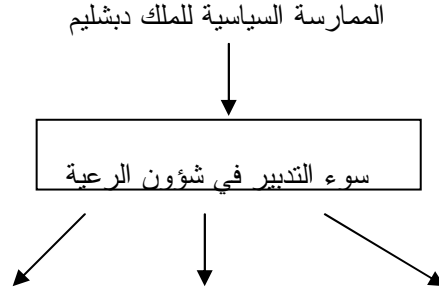 الممارسة السياسية للملك دبشليم
سوء التدبير في شؤون الرعية